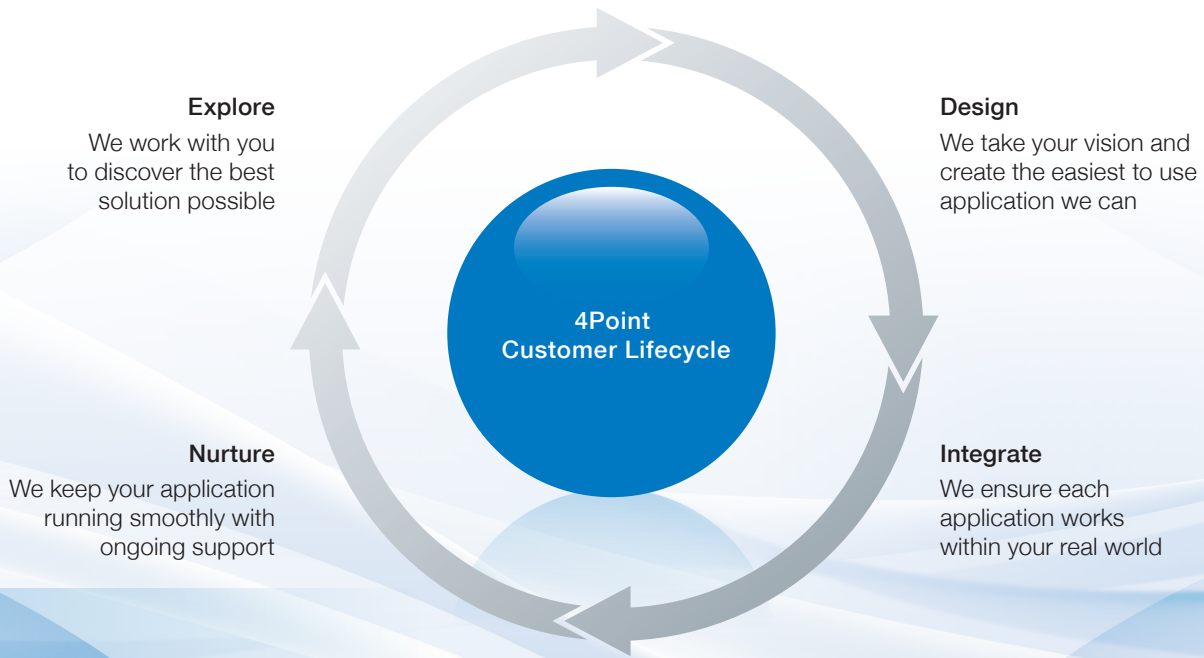 Explore
We work with you
to discover the best
solution possible
Design
We take your vision and
create the easiest to use
application we can
4Point
Customer Lifecycle
Nurture
We keep your application
running smoothly with
ongoing support
Integrate
We ensure each
application works
within your real world